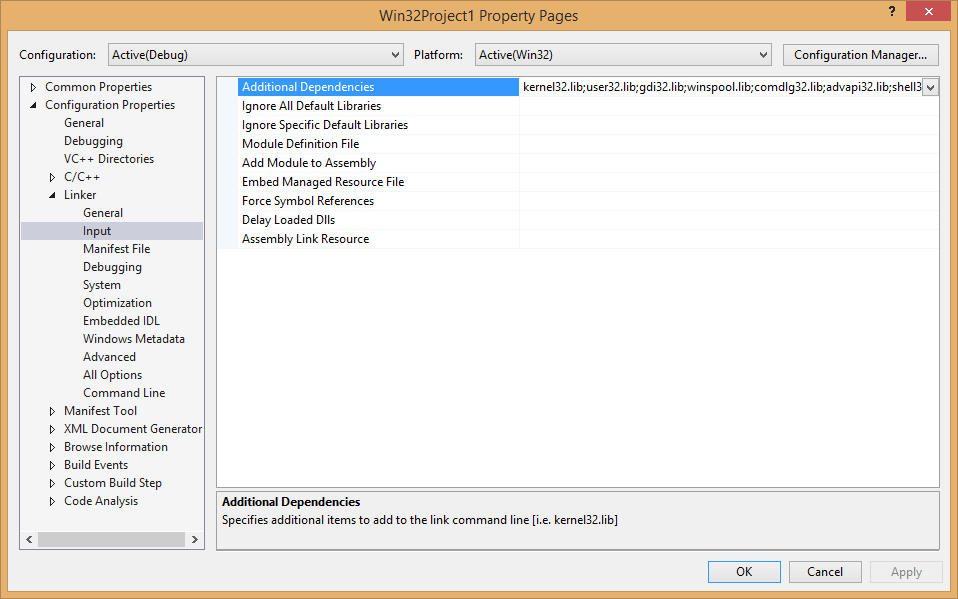 Win32Project1 Property Pages
?
Configuration: Active(Debug) Platform: Active(Win32) Configuration Manager...
Common Properties
Configuration Properties
General
Debugging
VC++ Directories
C/C++
Linker
General
Input
Manifest File
Debugging
System
Optimization
Embedded IDL
Windows Metadata
Advanced
All Options
Command Line
Manifest Tool
XML Document Generator
Browse Information
Build Events
Custom Build Step
Code Analysis
Additional Dependencies kernel32.lib;user32.lib;gdi32.lib;winspool.lib;comdlg32.lib;advapi32.lib;shell3
Ignore All Default Libraries
Ignore Specific Default Libraries
Module Definition File
Add Module to Assembly
Embed Managed Resource File
Force Symbol References
Delay Loaded Dlls
Assembly Link Resource
Additional Dependencies
Specifies additional items to add to the link command line [i.e. kernel32.lib]
OK Cancel Apply